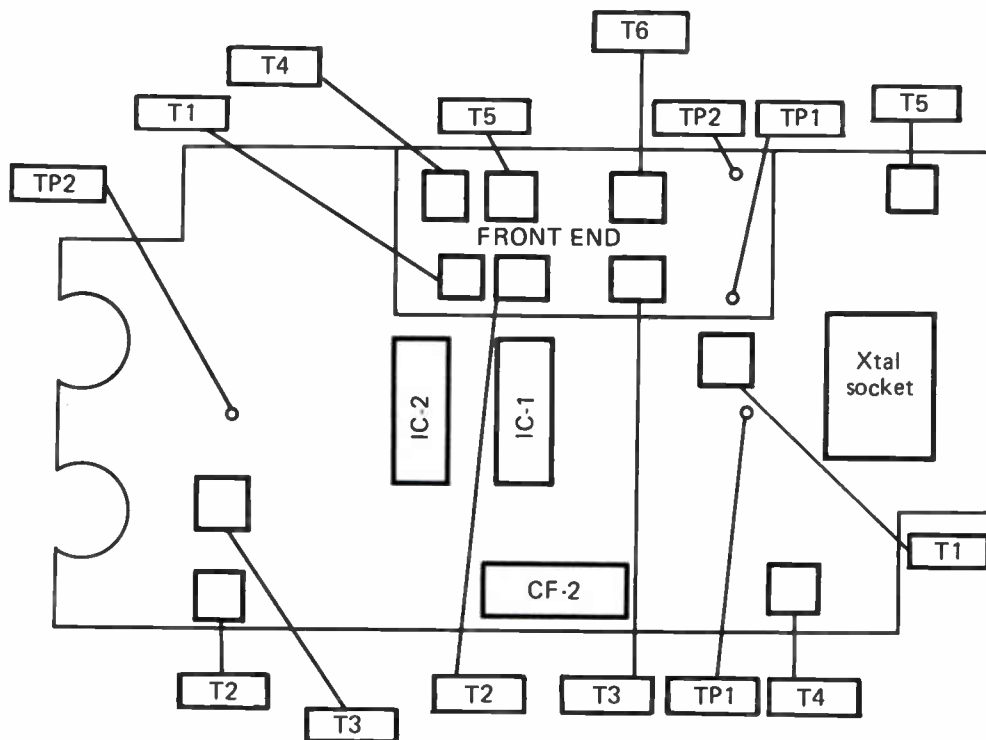 T6
T4
T5
T1
T5
TP2
TP1
TP2
FRONT END
Xtal
socket
IC-2
IC-1
T1
CF-2
T2
T3
T2
T3
TP1
T4